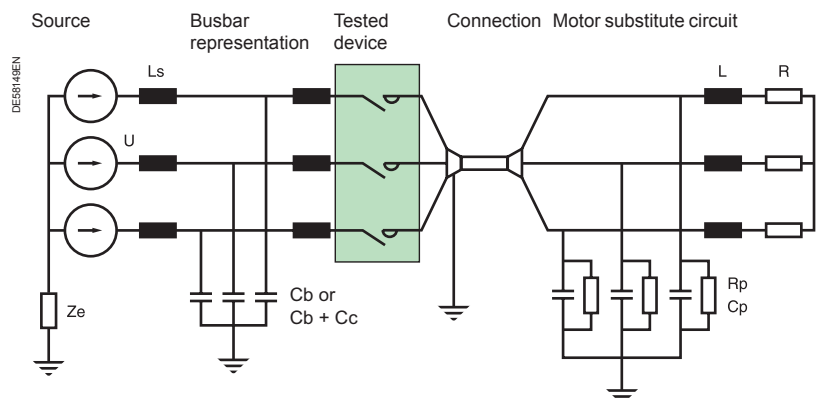 Source
Busbar
representation
Tested
device
Connection
Motor substitute circuit
DE58149EN
Ls
L
R
U
Ze
Cb or
Cb + Cc
Rp
Cp